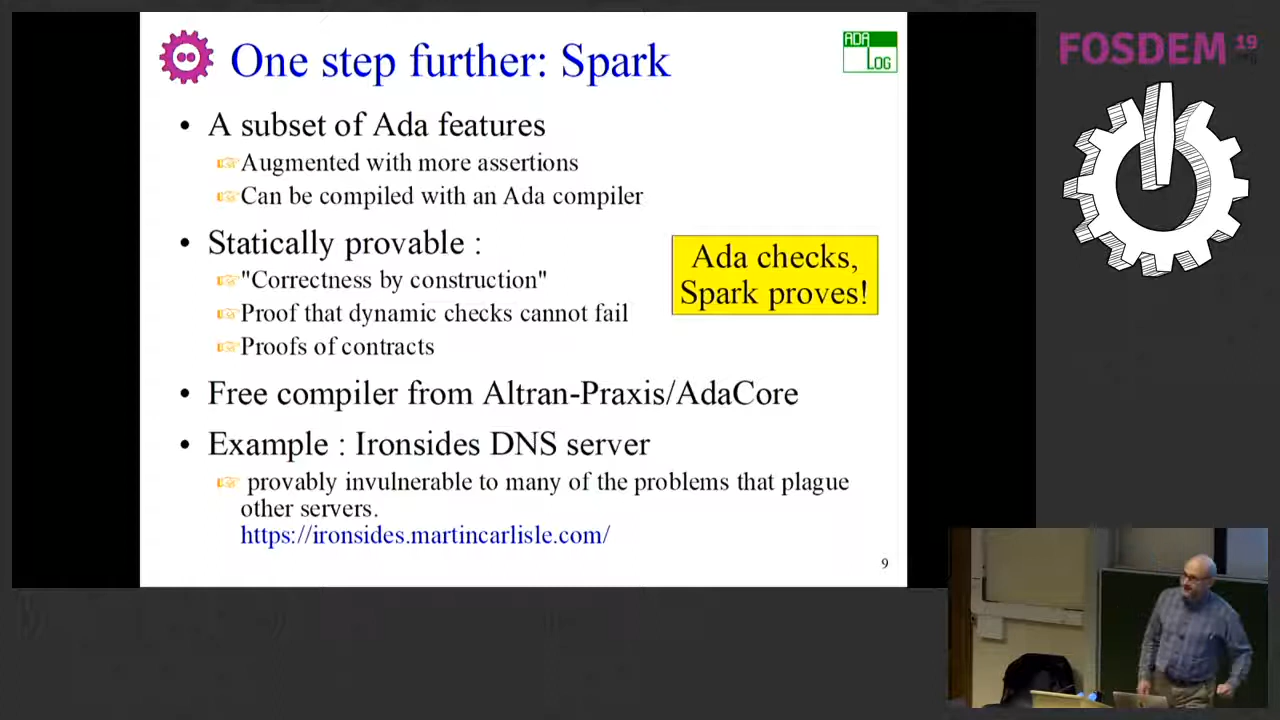 One step further: Spark
ADA
LOG
FOSDEM 19
• A subset of Ada features
Augmented with more assertions
Can be compiled with an Ada compiler
• Statically provable :
"Correctness by construction"
Proof that dynamic checks cannot fail
Proofs of contracts
Ada checks,
Spark proves!
• Free compiler from Altran-Praxis/AdaCore
• Example : Ironsides DNS server
provably invulnerable to many of the problems that plague
other servers.
https://ironsides.martincarlisle.com/
9